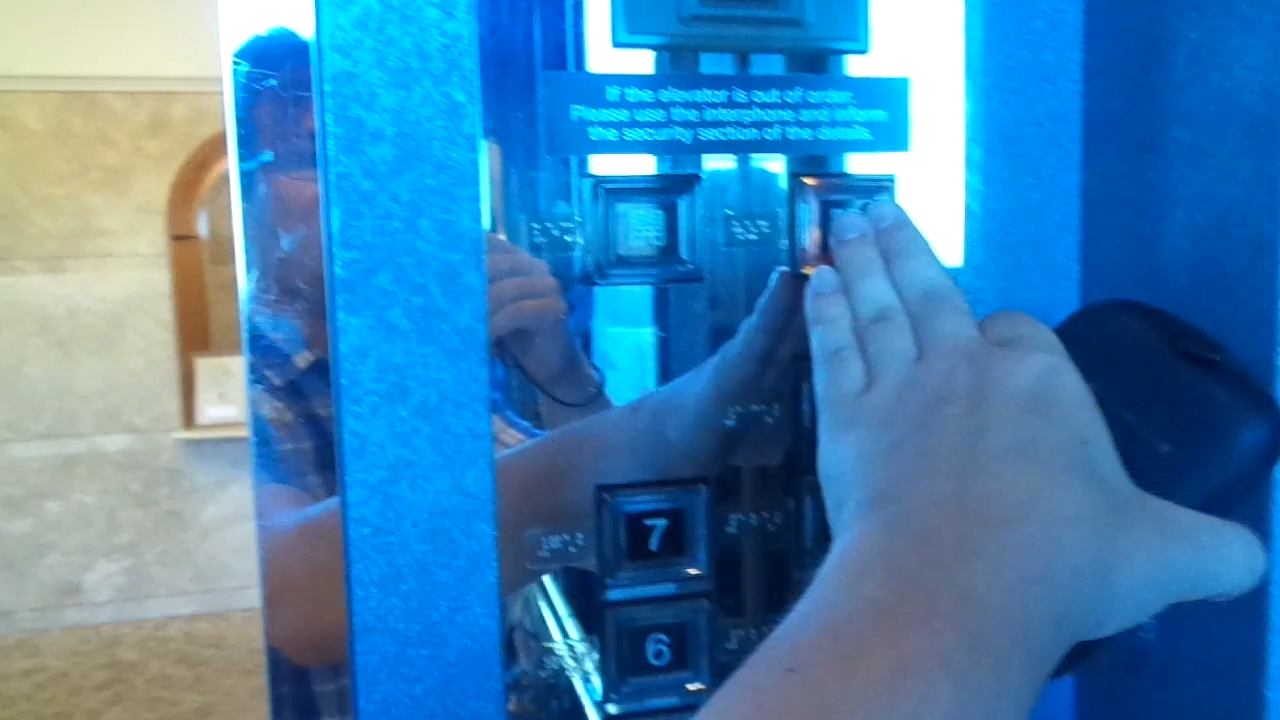 If the elevator is out of order.
Please use the interphone and inform
the security section of the details.
7
6